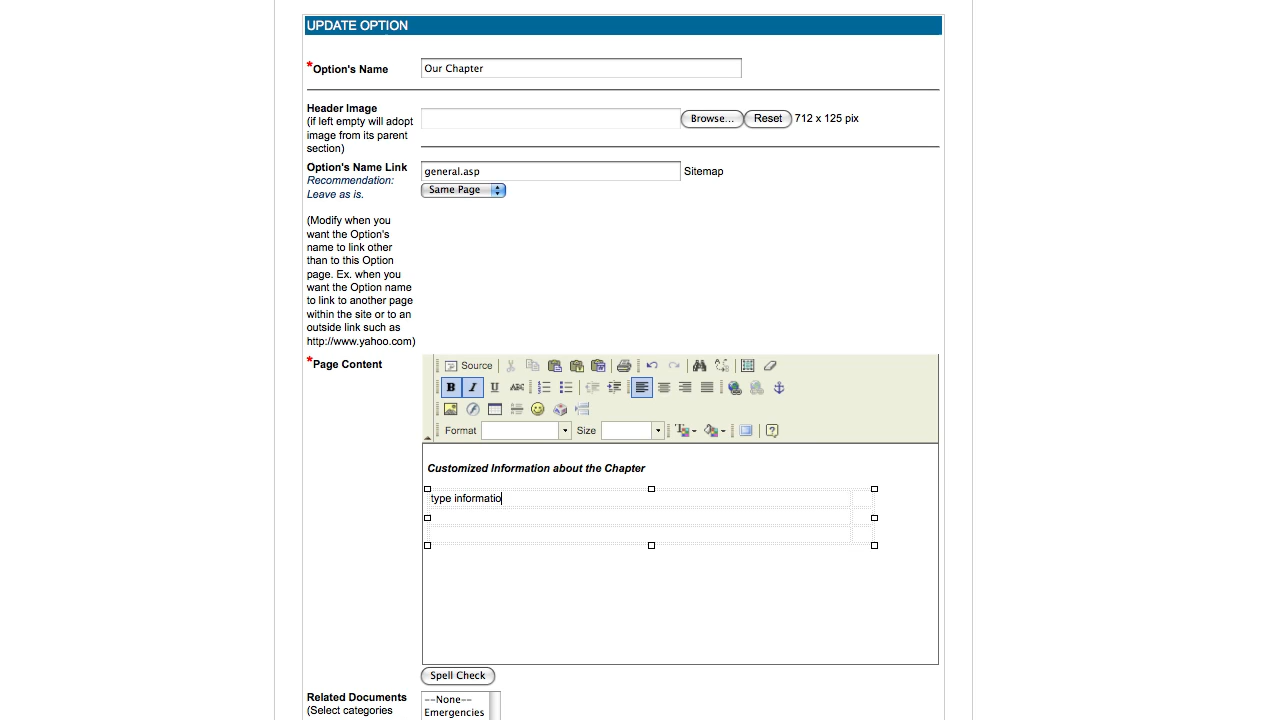 UPDATE OPTION
*Option's Name
Our Chapter
Header Image
(if left empty will adopt
image from its parent
section)
Browse... Reset 712 x 125 pix
Option's Name Link
Recommendation:
Leave as is.
general.asp Sitemap
Same Page
(Modify when you
want the Option's
name to link other
than to this Option
page. Ex. when you
want the Option name
to link to another page
within the site or to an
outside link such as
http://www.yahoo.com)
*Page Content
Source
B I U ABC
Format Size
Customized Information about the Chapter
type informatio
Spell Check
Related Documents
(Select categories
--None--
Emergencies